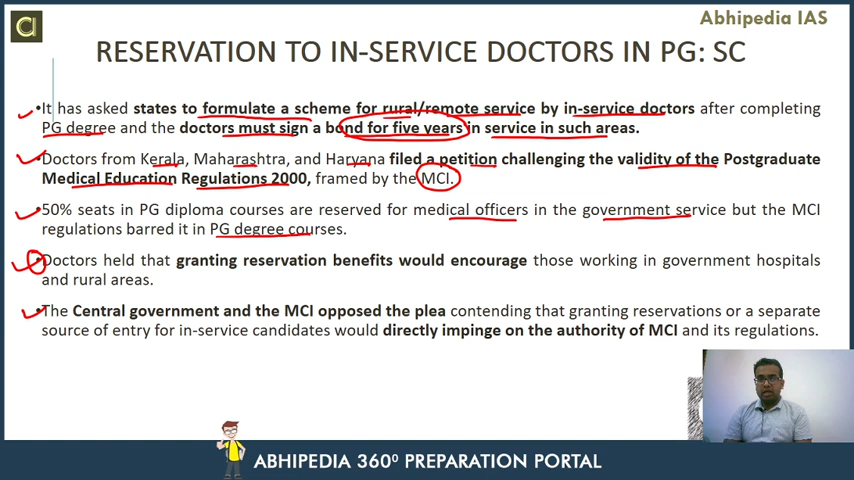 Abhipedia IAS
RESERVATION TO IN-SERVICE DOCTORS IN PG: SC
•It has asked states to formulate a scheme for rural/remote service by in-service doctors after completing
PG degree and the doctors must sign a bond for five years in service in such areas.
•Doctors from Kerala, Maharashtra, and Haryana filed a petition challenging the validity of the Postgraduate
Medical Education Regulations 2000, framed by the MCI.
•50% seats in PG diploma courses are reserved for medical officers in the government service but the MCI
regulations barred it in PG degree courses.
•Doctors held that granting reservation benefits would encourage those working in government hospitals
and rural areas.
•The Central government and the MCI opposed the plea contending that granting reservations or a separate
source of entry for in-service candidates would directly impinge on the authority of MCI and its regulations.
ABHIPEDIA 360⁰ PREPARATION PORTAL